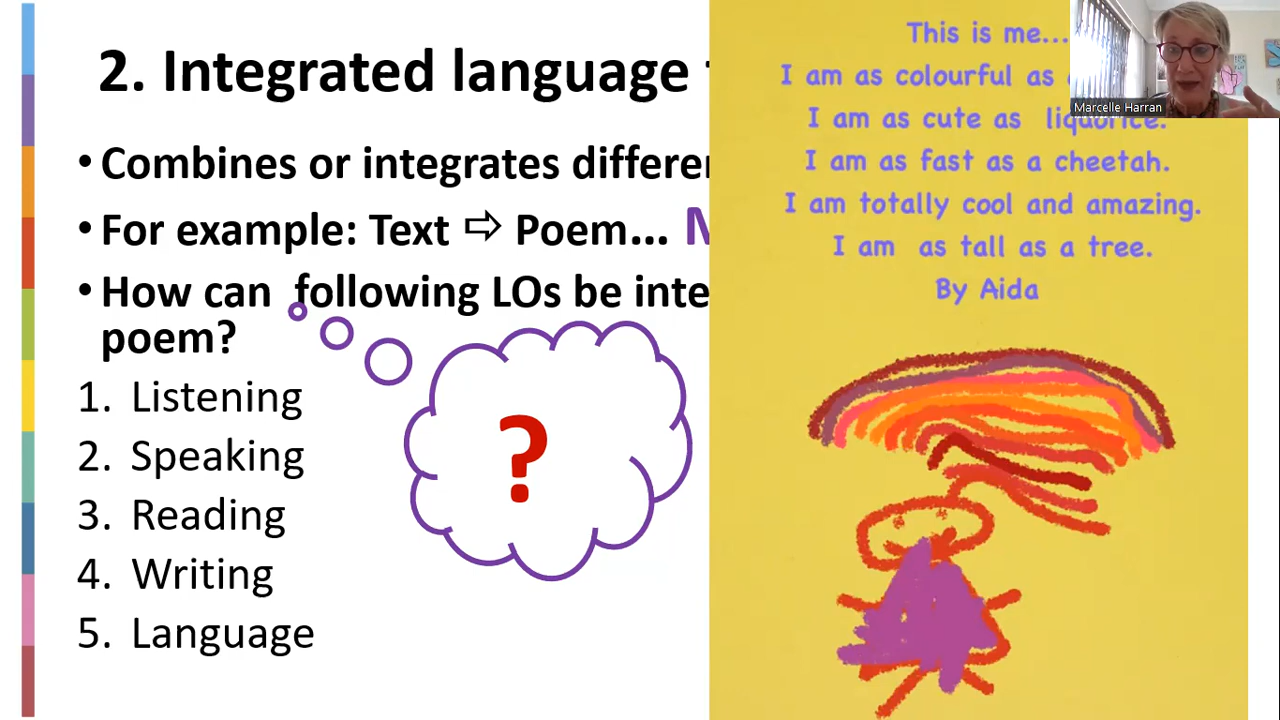 2. Integrated language
• Combines or integrates
• For example: Text ⇨ Poem...
• How can following LOs be
poem?
1. Listening
2. Speaking
3. Reading
4. Writing
5. Language
?
This is me...
I am as colourful as
I am as cute as liquorice.
I am as fast as a cheetah.
I am totally cool and amazing.
I am as tall as a tree.
By Aida
Marcelle Harran